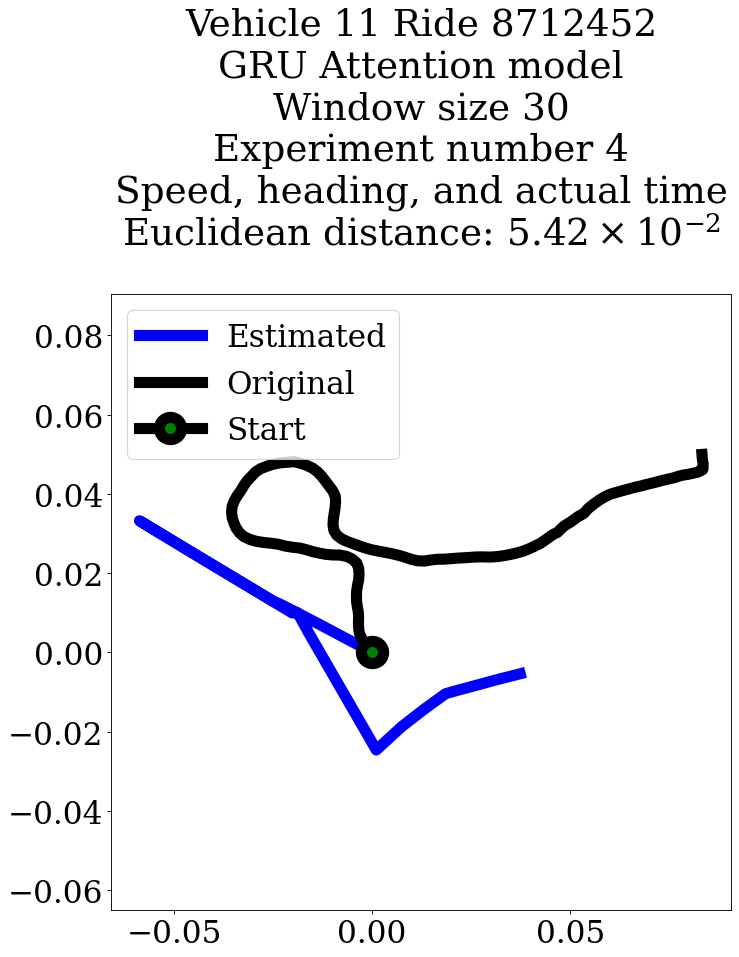 Vehicle 11 Ride 8712452
GRU Attention model
Window size 30
Experiment number 4
Speed, heading, and actual time
Euclidean distance: 5.42 × 10⁻²
Estimated
Original
Start
0.08
0.06
0.04
0.02
0.00
−0.02
−0.04
−0.06
−0.05 0.00 0.05